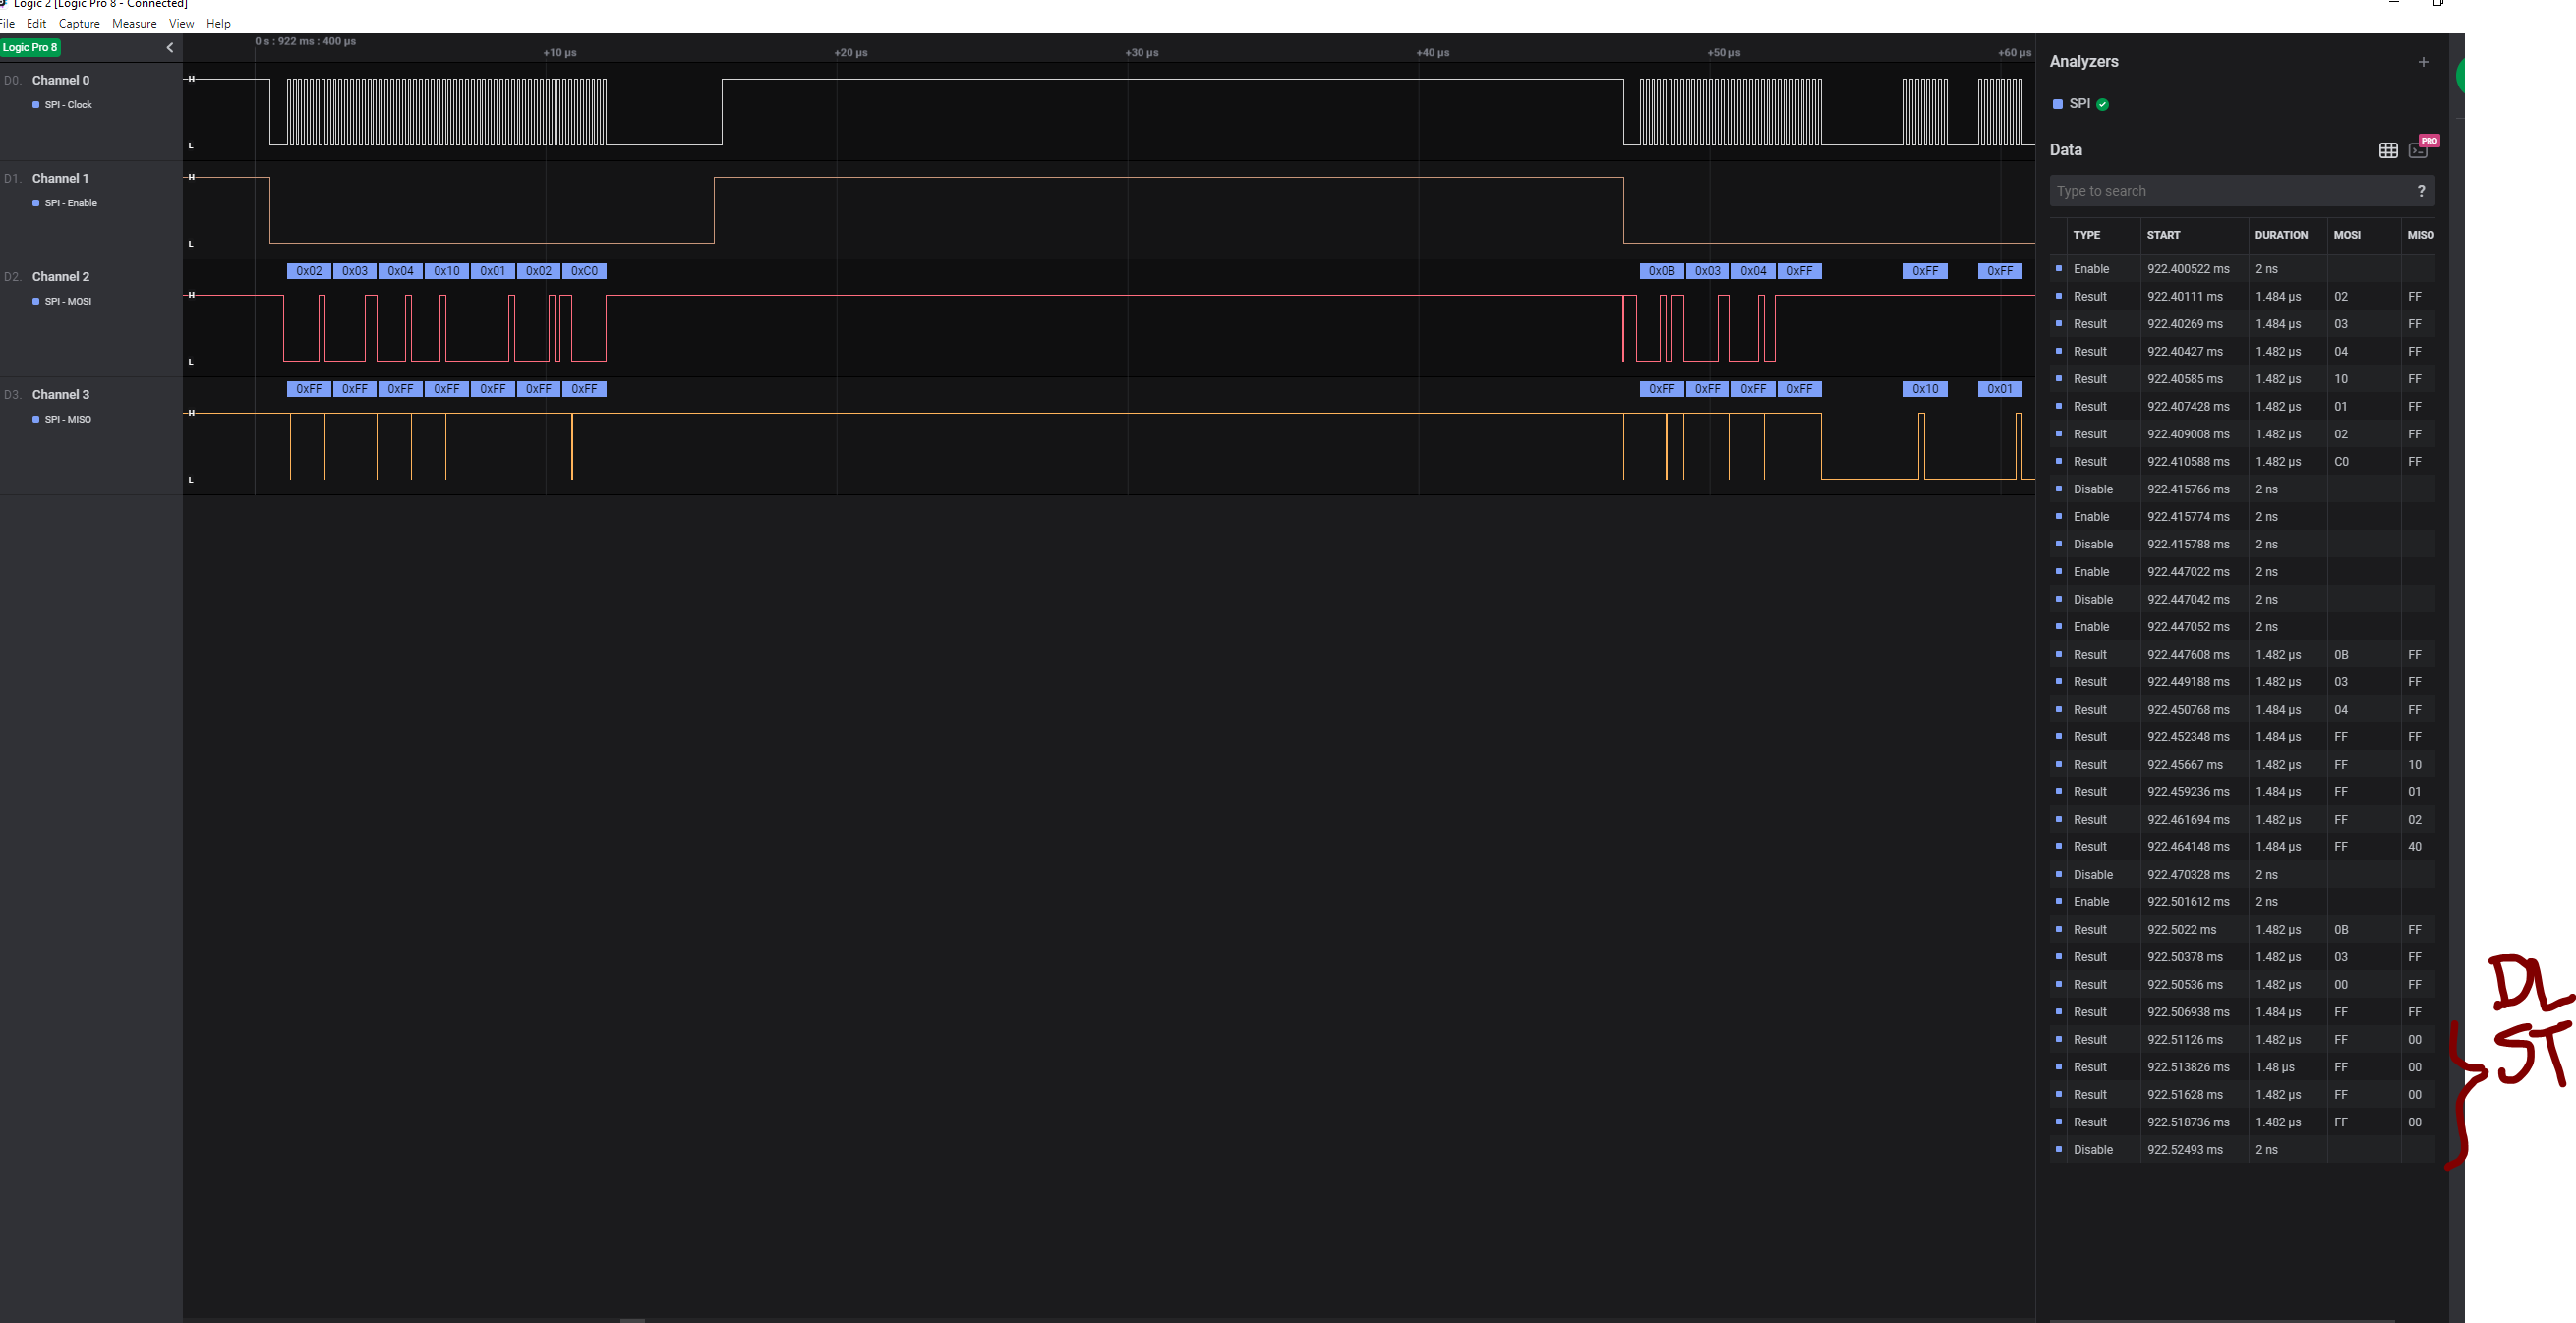 Logic 2 [Logic Pro 8 - Connected]
File Edit Capture Measure View Help
Logic Pro 8
0 s : 922 ms : 400 µs
+10 µs +20 µs +30 µs +40 µs +50 µs +60 µs
D0. Channel 0
SPI - Clock
H
L
D1. Channel 1
SPI - Enable
H
L
D2. Channel 2
SPI - MOSI
0x02 0x03 0x04 0x10 0x01 0x02 0xC0 0x0B 0x03 0x04 0xFF 0xFF 0xFF
H
L
D3. Channel 3
SPI - MISO
0xFF 0xFF 0xFF 0xFF 0xFF 0xFF 0xFF 0xFF 0xFF 0xFF 0xFF 0x10 0x01
H
L
Analyzers
SPI
Data
PRO
Type to search ?
TYPE START DURATION MOSI MISO
Enable 922.400522 ms 2 ns
Result 922.40111 ms 1.484 µs 02 FF
Result 922.40269 ms 1.484 µs 03 FF
Result 922.40427 ms 1.482 µs 04 FF
Result 922.40585 ms 1.482 µs 10 FF
Result 922.407428 ms 1.482 µs 01 FF
Result 922.409008 ms 1.482 µs 02 FF
Result 922.410588 ms 1.482 µs C0 FF
Disable 922.415766 ms 2 ns
Enable 922.415774 ms 2 ns
Disable 922.415788 ms 2 ns
Enable 922.447022 ms 2 ns
Disable 922.447042 ms 2 ns
Enable 922.447052 ms 2 ns
Result 922.447608 ms 1.482 µs 0B FF
Result 922.449188 ms 1.482 µs 03 FF
Result 922.450768 ms 1.484 µs 04 FF
Result 922.452348 ms 1.484 µs FF FF
Result 922.45667 ms 1.482 µs FF 10
Result 922.459236 ms 1.484 µs FF 01
Result 922.461694 ms 1.482 µs FF 02
Result 922.464148 ms 1.484 µs FF 40
Disable 922.470328 ms 2 ns
Enable 922.501612 ms 2 ns
Result 922.5022 ms 1.482 µs 0B FF
Result 922.50378 ms 1.482 µs 03 FF
Result 922.50536 ms 1.482 µs 00 FF
Result 922.506938 ms 1.484 µs FF FF
Result 922.51126 ms 1.482 µs FF 00
Result 922.513826 ms 1.48 µs FF 00
Result 922.51628 ms 1.482 µs FF 00
Result 922.518736 ms 1.482 µs FF 00
Disable 922.52493 ms 2 ns
DL
ST